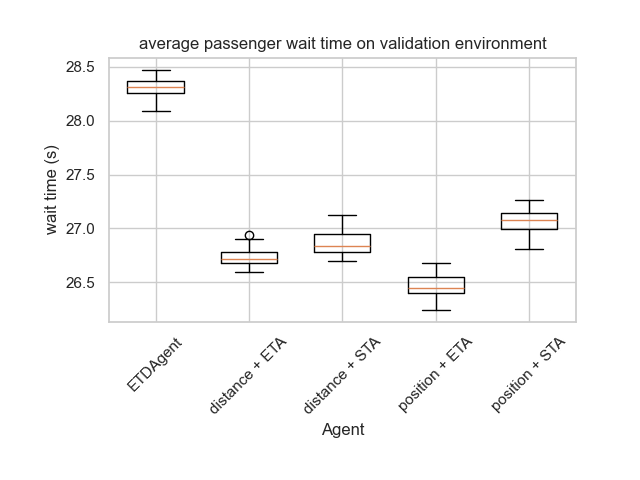 average passenger wait time on validation environment
wait time (s)
28.5
28.0
27.5
27.0
26.5
ETDAgent
distance + ETA
distance + STA
position + ETA
position + STA
Agent